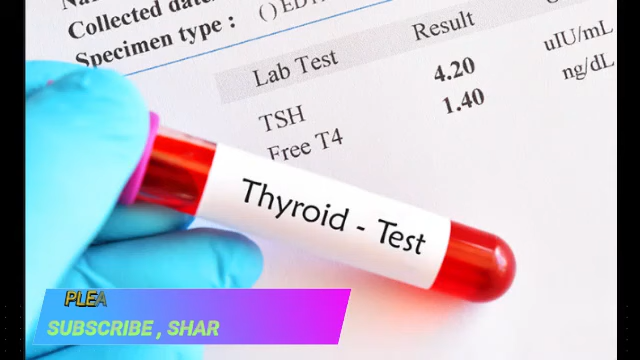 Collected date
Specimen type : ( ) EDT
Lab Test Result
TSH 4.20 uIU/mL
Free T4 1.40 ng/dL
Thyroid - Test
PLEA
SUBSCRIBE , SHAR